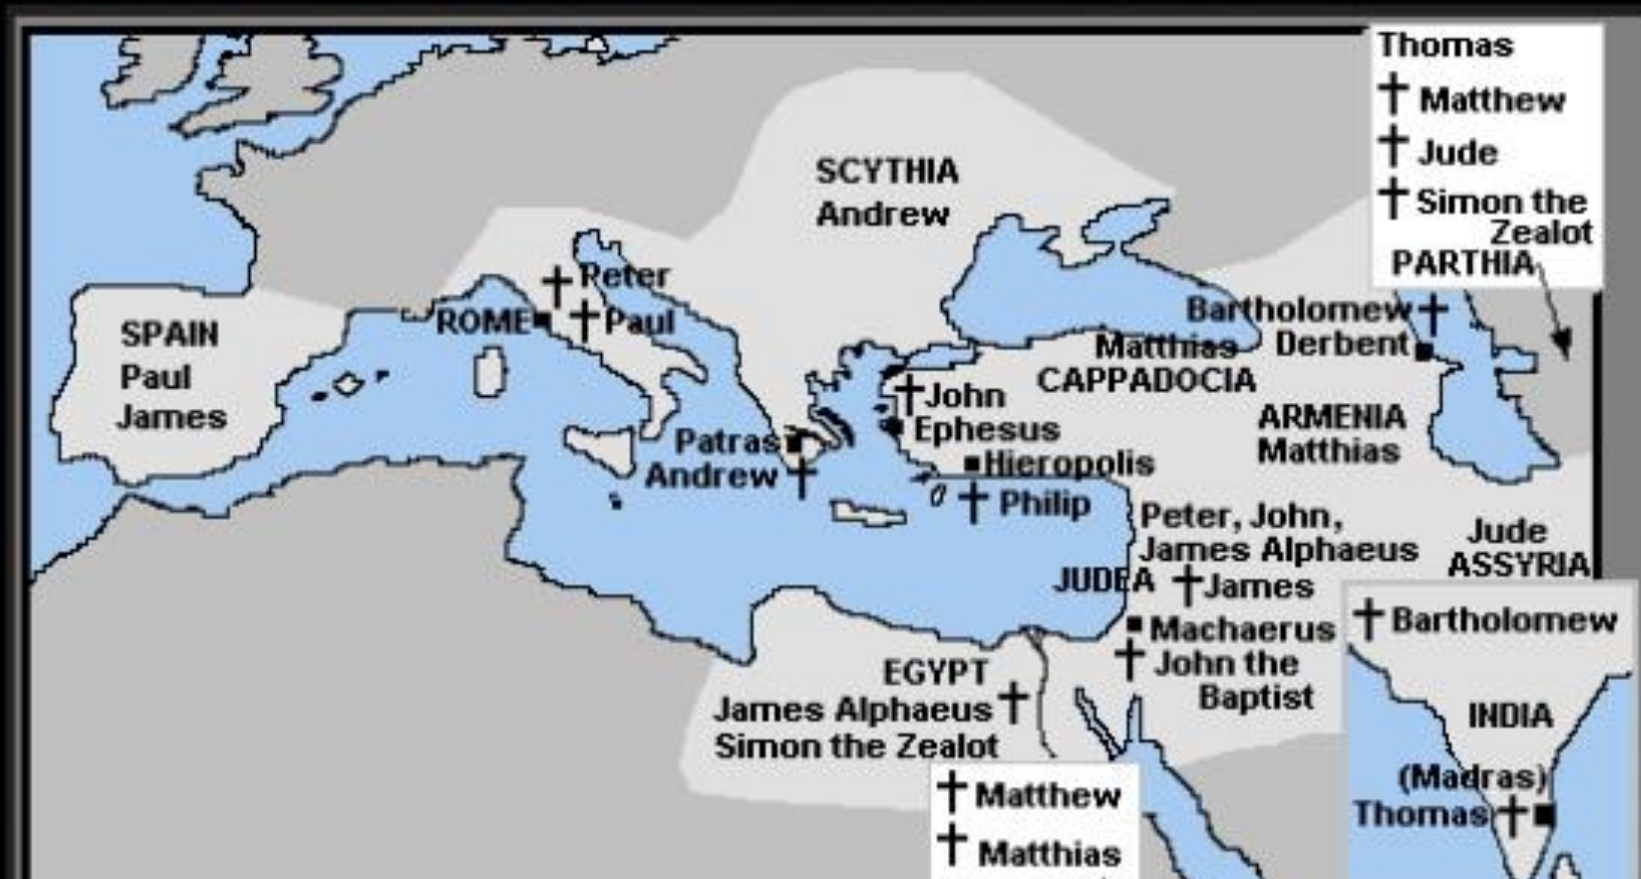 Thomas
† Matthew
† Jude
† Simon the
Zealot
PARTHIA
SCYTHIA
Andrew
† Peter
ROME † Paul
SPAIN
Paul
James
Bartholomew †
Derbent
Matthias
CAPPADOCIA
† John
Ephesus
ARMENIA
Matthias
Patras
Andrew †
Hieropolis
† Philip
Peter, John,
James Alphaeus
JUDEA † James
Jude
ASSYRIA
Machaerus
† John the
Baptist
EGYPT
James Alphaeus †
Simon the Zealot
† Matthew
† Matthias
† Bartholomew
INDIA
(Madras)
Thomas †